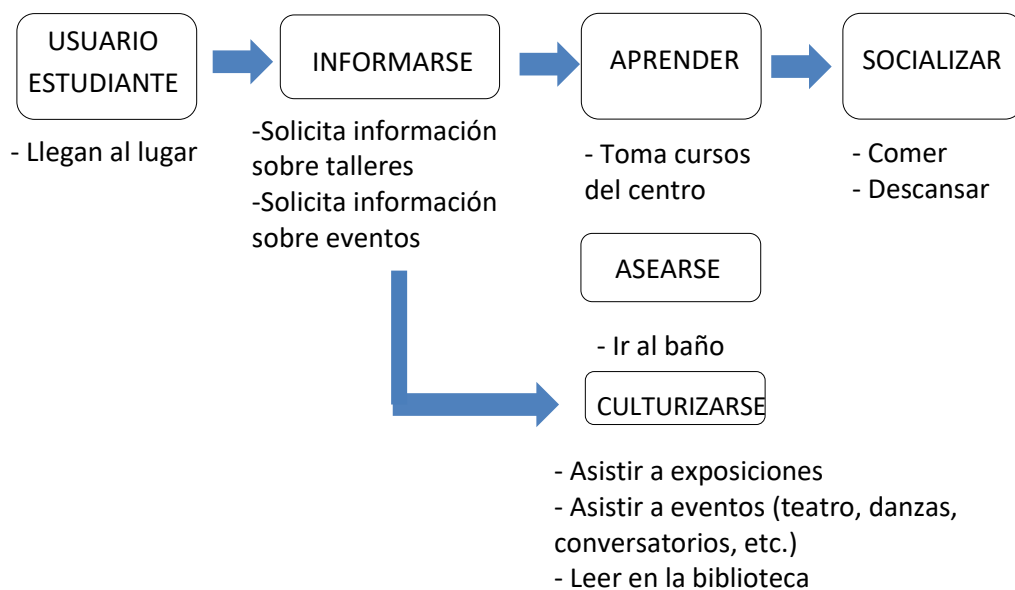 USUARIO
ESTUDIANTE
- Llegan al lugar
INFORMARSE
-Solicita información
sobre talleres
-Solicita información
sobre eventos
APRENDER
- Toma cursos
del centro
SOCIALIZAR
- Comer
- Descansar
ASEARSE
- Ir al baño
CULTURIZARSE
- Asistir a exposiciones
- Asistir a eventos (teatro, danzas,
conversatorios, etc.)
- Leer en la biblioteca